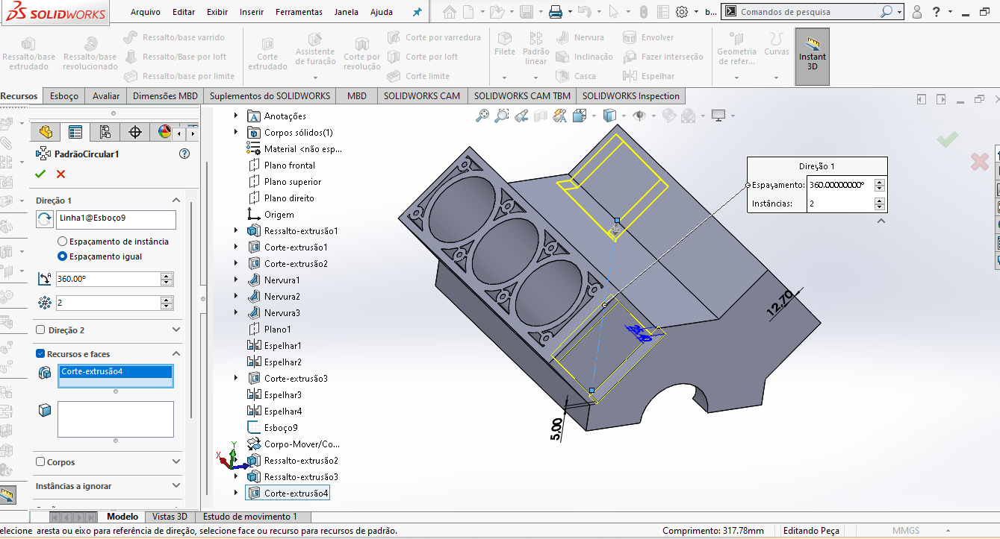 SOLIDWORKS
Arquivo Editar Exibir Inserir Ferramentas Janela Ajuda
b...
Comandos de pesquisa
Ressalto/base extrudado
Ressalto/base revolucionado
Ressalto/base varrido
Ressalto/Base por loft
Ressalto/base por limite
Corte extrudado
Assistente de furação
Corte por revolução
Corte por varredura
Corte por loft
Corte limite
Filete
Padrão linear
Nervura
Inclinação
Casca
Envolver
Fazer interseção
Espelhar
Geometria de refer...
Curvas
Instant 3D
Recursos Esboço Avaliar Dimensões MBD Suplementos do SOLIDWORKS MBD SOLIDWORKS CAM SOLIDWORKS CAM TBM SOLIDWORKS Inspection
PadrãoCircular1
Direção 1
Linha1@Esboço9
Espaçamento de instância
Espaçamento igual
360.00º
2
Direção 2
Recursos e faces
Corte-extrusão4
Corpos
Instâncias a ignorar
Anotações
Corpos sólidos(1)
Material <não esp...
Plano frontal
Plano superior
Plano direito
Origem
Ressalto-extrusão1
Corte-extrusão1
Corte-extrusão2
Nervura1
Nervura2
Nervura3
Plano1
Espelhar1
Espelhar2
Corte-extrusão3
Espelhar3
Espelhar4
Esboço9
Corpo-Mover/Co...
Ressalto-extrusão2
Ressalto-extrusão3
Corte-extrusão4
X
Y
Direção 1
Espaçamento: 360.00000000º
Instâncias: 2
12.70
5.00
Modelo Vistas 3D Estudo de movimento 1
elecione aresta ou eixo para referência de direção, selecione face ou recurso para recursos de padrão.
Comprimento: 317.78mm
Editando Peça
MMGS